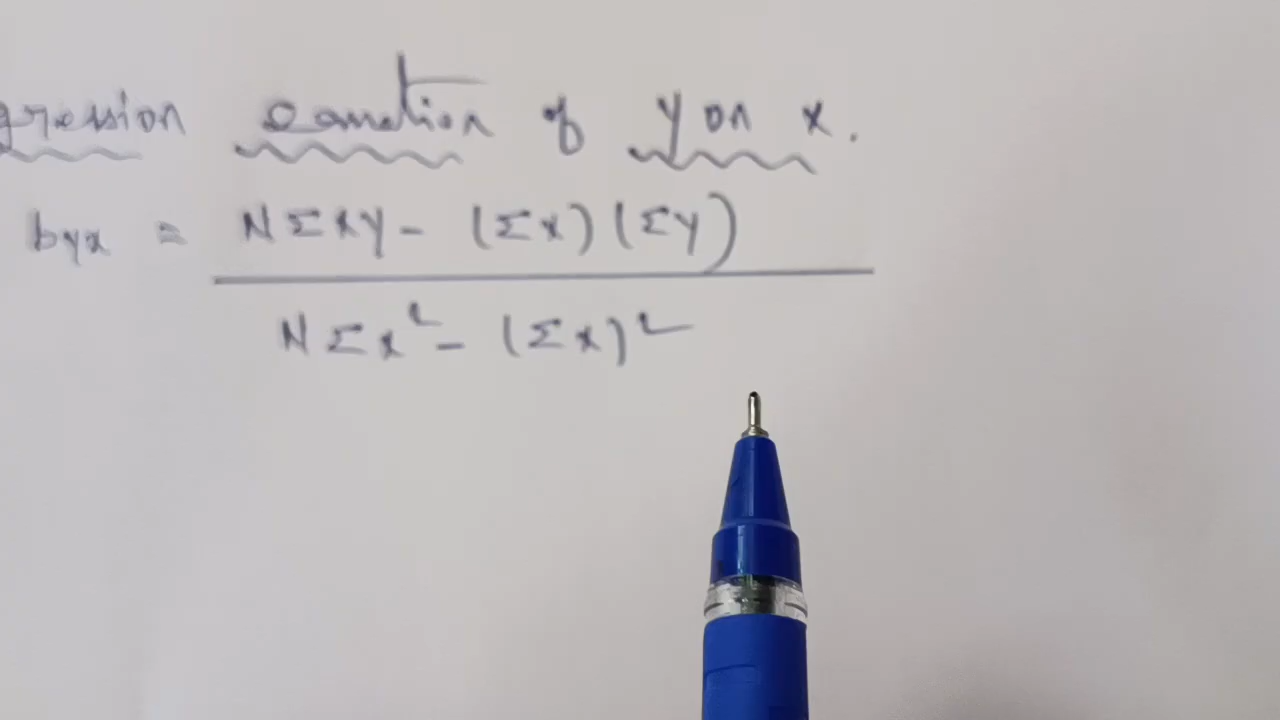 gression equation of y on x.
byx = NΣxy - (Σx)(Σy)
NΣx² - (Σx)²